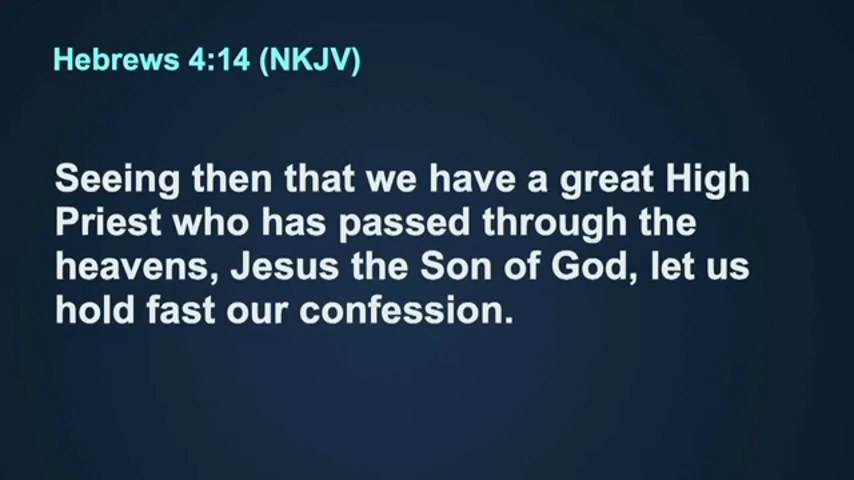 Hebrews 4:14 (NKJV)
Seeing then that we have a great High
Priest who has passed through the
heavens, Jesus the Son of God, let us
hold fast our confession.